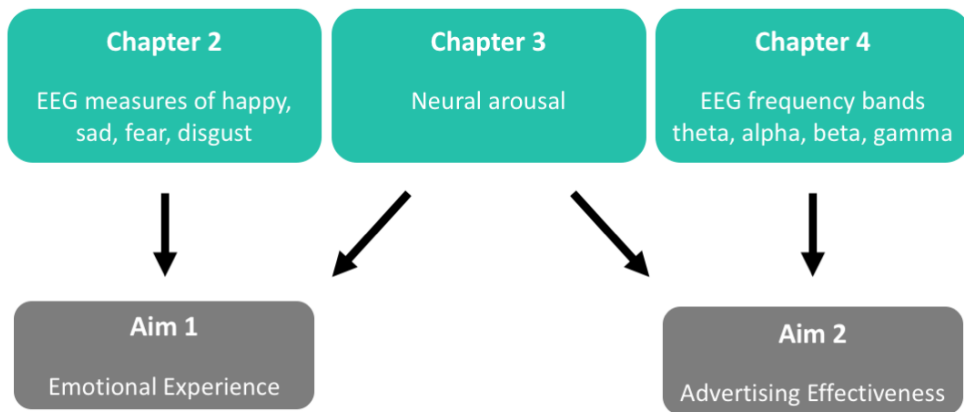 Chapter 2
EEG measures of happy,
sad, fear, disgust
Chapter 3
Neural arousal
Chapter 4
EEG frequency bands
theta, alpha, beta, gamma
Aim 1
Emotional Experience
Aim 2
Advertising Effectiveness